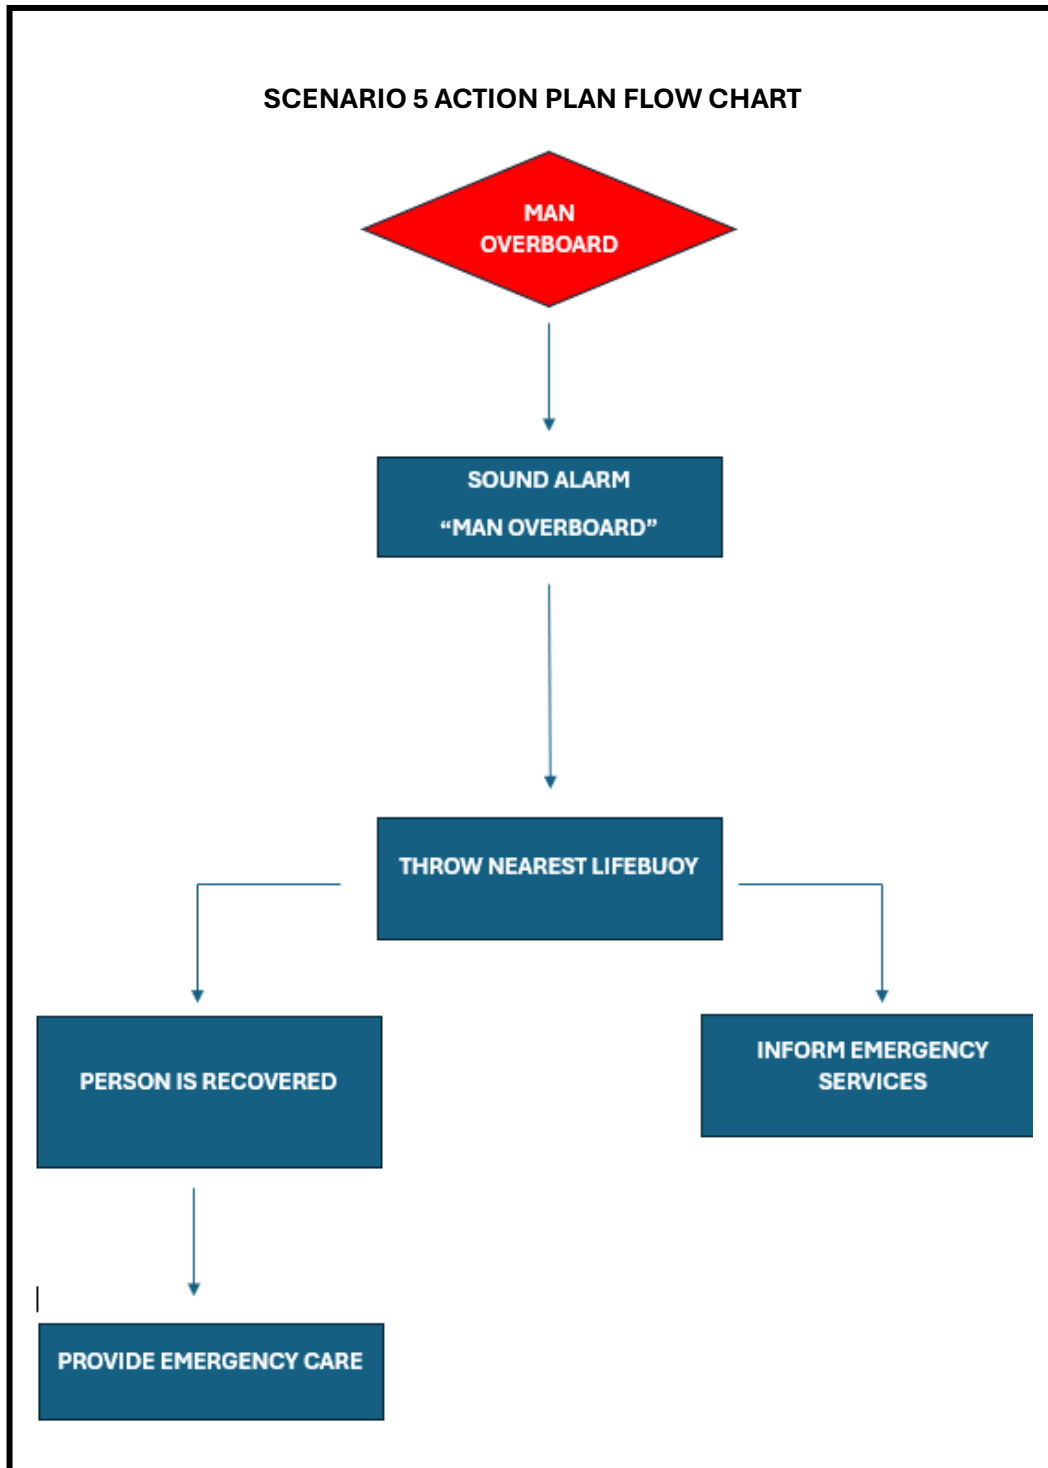 SCENARIO 5 ACTION PLAN FLOW CHART
MAN
OVERBOARD
SOUND ALARM
“MAN OVERBOARD”
THROW NEAREST LIFEBUOY
PERSON IS RECOVERED
INFORM EMERGENCY
SERVICES
PROVIDE EMERGENCY CARE